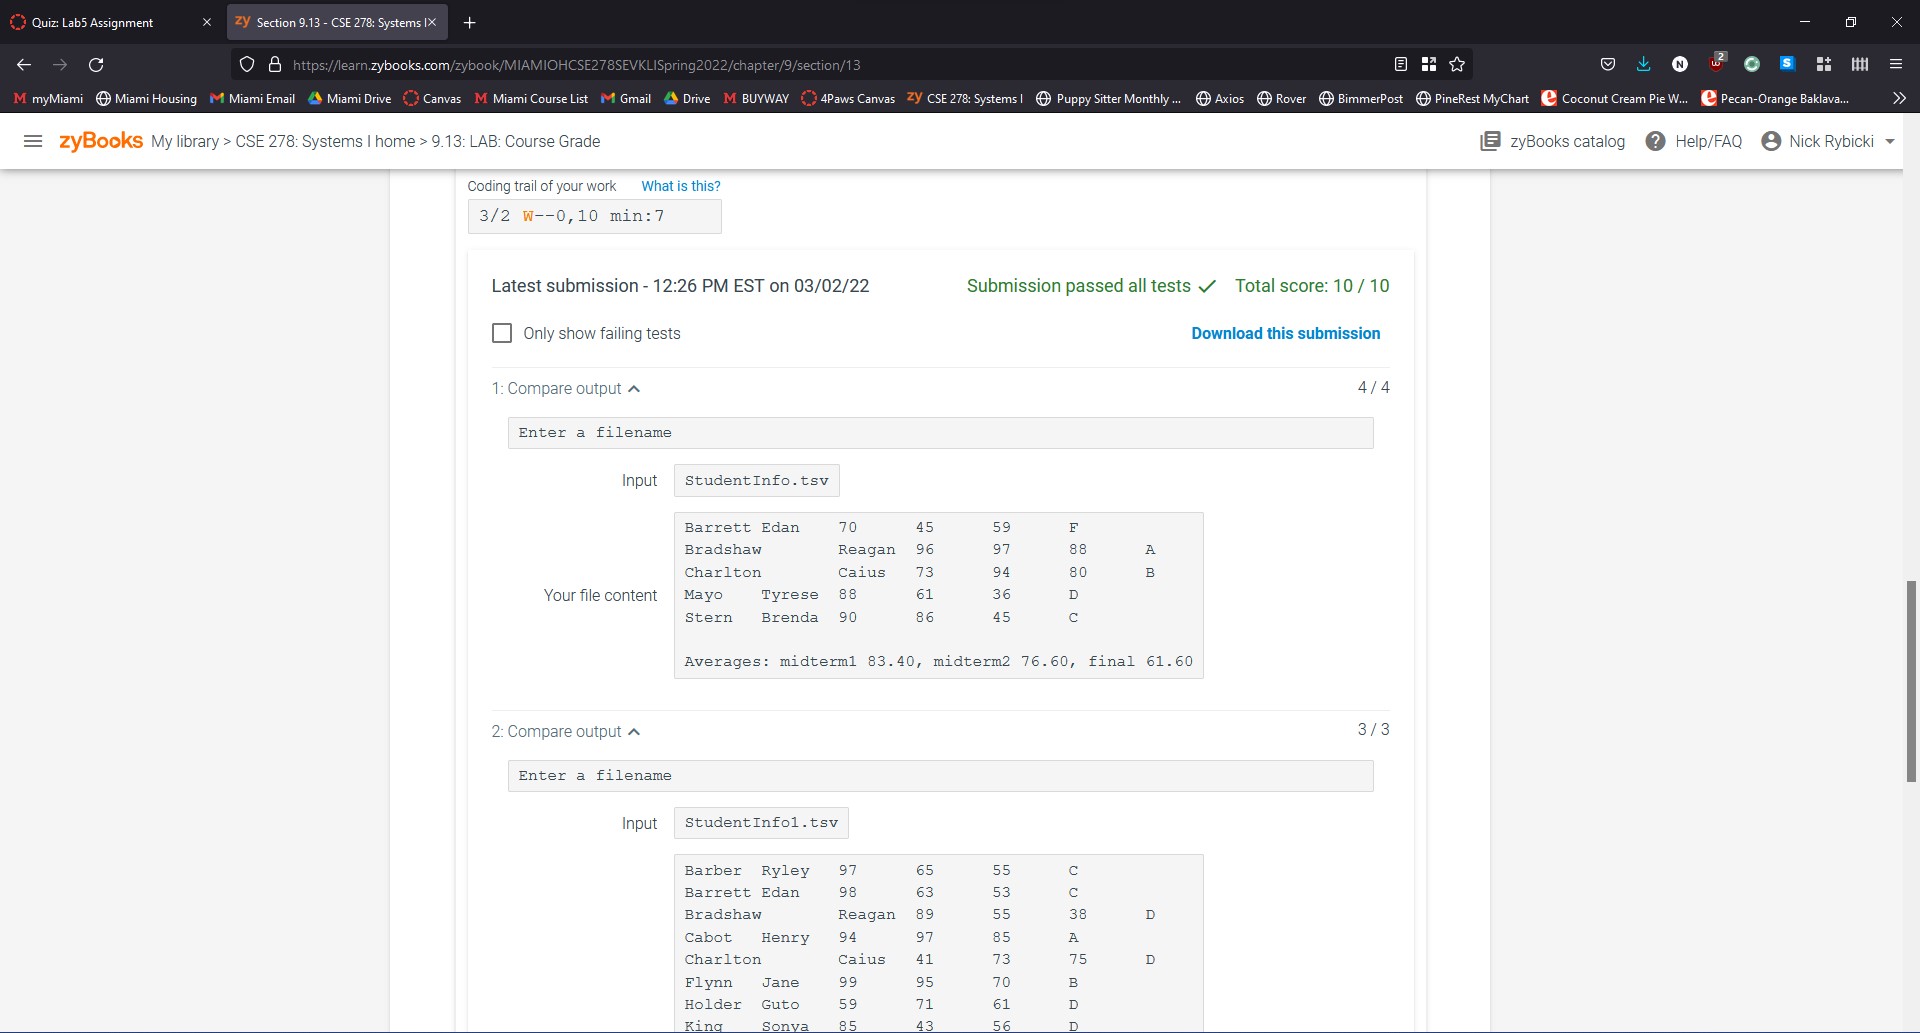 Quiz: Lab5 Assignment
zy Section 9.13 - CSE 278: Systems I
https://learn.zybooks.com/zybook/MIAMIOHCSE278SEVKLISpring2022/chapter/9/section/13
N 2 S
M myMiami Miami Housing Miami Email Miami Drive Canvas M Miami Course List Gmail Drive M BUYWAY 4Paws Canvas zy CSE 278: Systems I Puppy Sitter Monthly ... Axios Rover BimmerPost PineRest MyChart e Coconut Cream Pie W... e Pecan-Orange Baklava...
zyBooks My library > CSE 278: Systems I home > 9.13: LAB: Course Grade zyBooks catalog ? Help/FAQ Nick Rybicki
Coding trail of your work What is this?
3/2 W--0,10 min:7
Latest submission - 12:26 PM EST on 03/02/22 Submission passed all tests Total score: 10 / 10
Only show failing tests Download this submission
1: Compare output 4 / 4
Enter a filename
Input StudentInfo.tsv
Barrett Edan 70 45 59 F
Bradshaw Reagan 96 97 88 A
Charlton Caius 73 94 80 B
Your file content
Mayo Tyrese 88 61 36 D
Stern Brenda 90 86 45 C
Averages: midterm1 83.40, midterm2 76.60, final 61.60
2: Compare output 3 / 3
Enter a filename
Input StudentInfo1.tsv
Barber Ryley 97 65 55 C
Barrett Edan 98 63 53 C
Bradshaw Reagan 89 55 38 D
Cabot Henry 94 97 85 A
Charlton Caius 41 73 75 D
Flynn Jane 99 95 70 B
Holder Guto 59 71 61 D
King Sonya 85 43 56 D